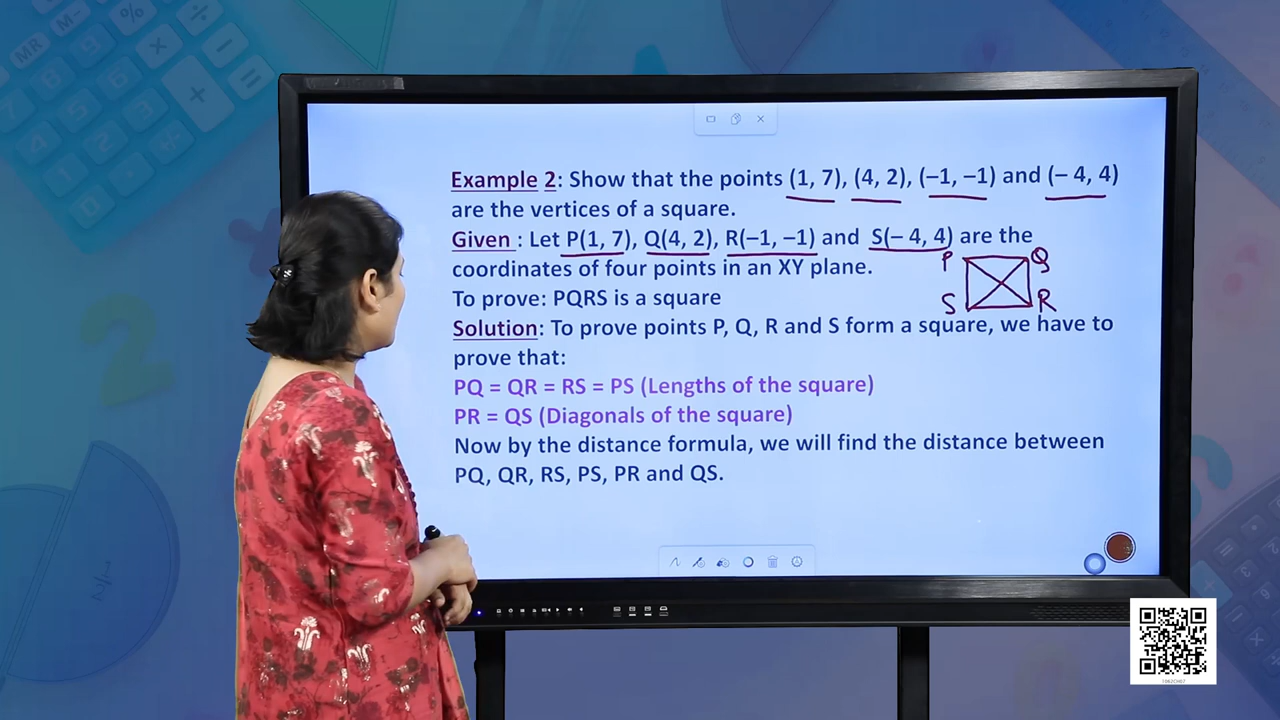 Example 2: Show that the points (1, 7), (4, 2), (–1, –1) and (– 4, 4)
are the vertices of a square.
Given : Let P(1, 7), Q(4, 2), R(–1, –1) and S(– 4, 4) are the
coordinates of four points in an XY plane.
P Q
S R
To prove: PQRS is a square
Solution: To prove points P, Q, R and S form a square, we have to
prove that:
PQ = QR = RS = PS (Lengths of the square)
PR = QS (Diagonals of the square)
Now by the distance formula, we will find the distance between
PQ, QR, RS, PS, PR and QS.